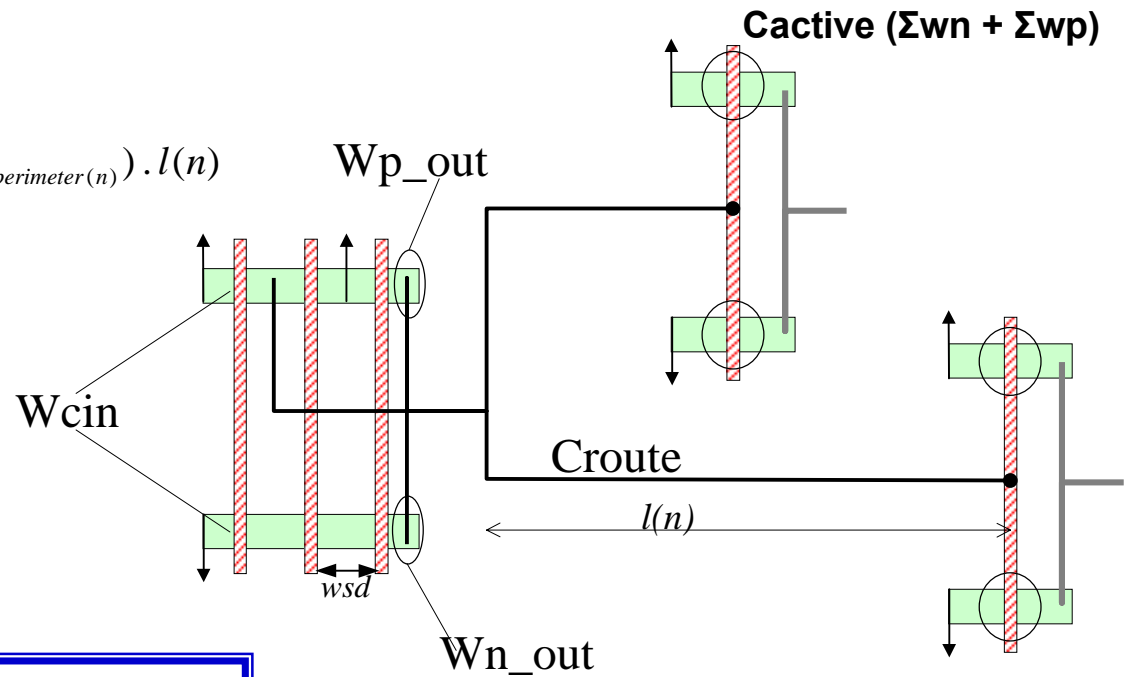 Cactive (Σwn + Σwp)
perimeter(n) ) . l(n)
Wp_out
Wcin
Croute
l(n)
wsd
Wn_out